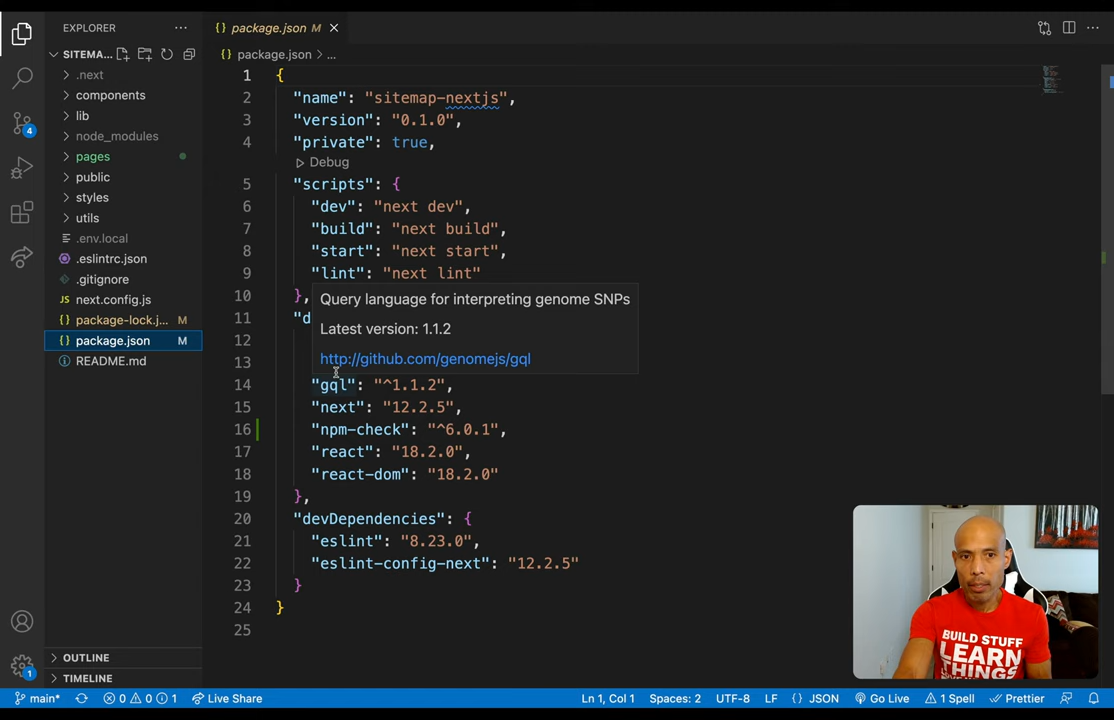 EXPLORER
SITEMA...
.next
components
lib
node_modules
pages
public
styles
utils
.env.local
.eslintrc.json
.gitignore
JS next.config.js
{} package-lock.j... M
{} package.json M
README.md
OUTLINE
TIMELINE
4
1
{} package.json M
{} package.json > ...
1 {
2 "name": "sitemap-nextjs",
3 "version": "0.1.0",
4 "private": true,
Debug
5 "scripts": {
6 "dev": "next dev",
7 "build": "next build",
8 "start": "next start",
9 "lint": "next lint"
10 },
11 "d
12
13
Query language for interpreting genome SNPs
Latest version: 1.1.2
http://github.com/genomejs/gql
14 "gql": "^1.1.2",
15 "next": "12.2.5",
16 "npm-check": "^6.0.1",
17 "react": "18.2.0",
18 "react-dom": "18.2.0"
19 },
20 "devDependencies": {
21 "eslint": "8.23.0",
22 "eslint-config-next": "12.2.5"
23 }
24 }
25
BUILD STUFF
LEARN
THINGS
main* 0 0 1 Live Share Ln 1, Col 1 Spaces: 2 UTF-8 LF {} JSON Go Live 1 Spell Prettier